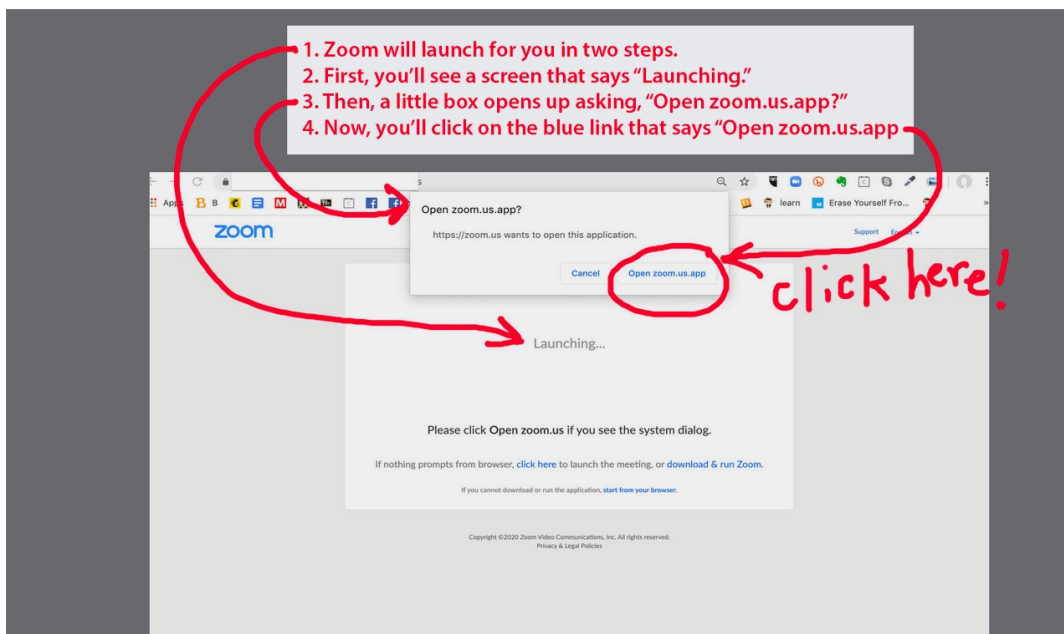 1. Zoom will launch for you in two steps.
2. First, you'll see a screen that says “Launching.”
3. Then, a little box opens up asking, “Open zoom.us.app?”
4. Now, you'll click on the blue link that says “Open zoom.us.app
s
Apps B B M learn Erase Yourself Fro...
Open zoom.us.app?
https://zoom.us wants to open this application.
zoom
Support
Cancel Open zoom.us.app
click here!
Launching...
Please click Open zoom.us if you see the system dialog.
If nothing prompts from browser, click here to launch the meeting, or download & run Zoom.
If you cannot download or run the application, start from your browser.
Copyright ©2020 Zoom Video Communications, Inc. All rights reserved.
Privacy & Legal Policies